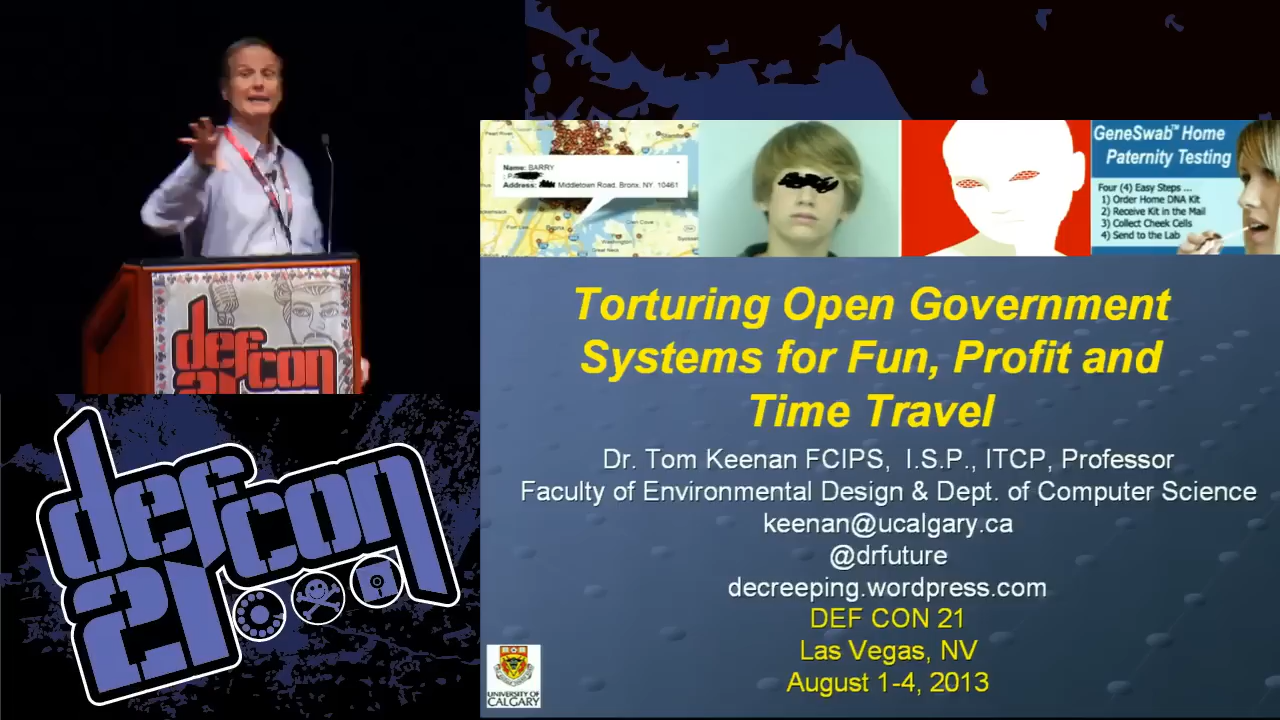 defcon
21
defcon
21
Name: BARRY
Address: Middletown Road, Bronx, NY, 10461
GeneSwab™ Home
Paternity Testing
Four (4) Easy Steps ...
1) Order Home DNA Kit
2) Receive Kit in the Mail
3) Collect Cheek Cells
4) Send to the Lab
Torturing Open Government
Systems for Fun, Profit and
Time Travel
Dr. Tom Keenan FCIPS, I.S.P., ITCP, Professor
Faculty of Environmental Design & Dept. of Computer Science
keenan@ucalgary.ca
@drfuture
decreeping.wordpress.com
DEF CON 21
Las Vegas, NV
August 1-4, 2013
UNIVERSITY OF
CALGARY